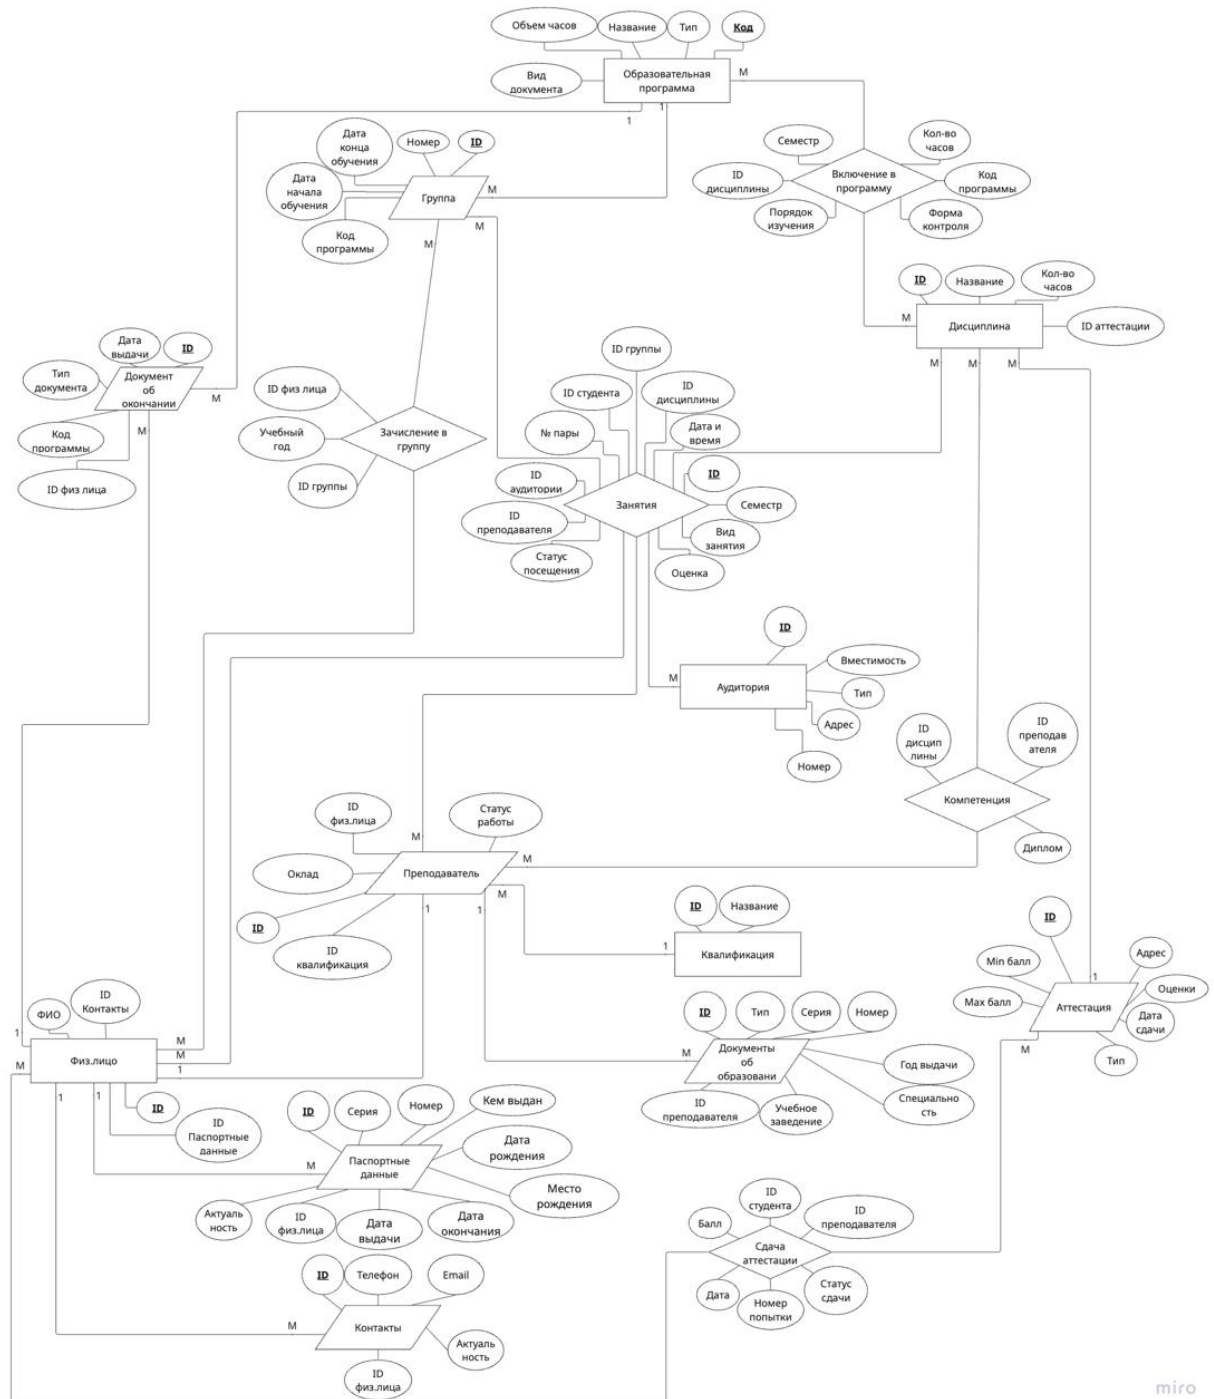 Объем часов
Название
Тип
Код
Вид
документа
Образовательная
программа
М
1
1
Дата
конца
обучения
Номер
ID
Дата
начала
обучения
Группа
М
М
М
Код
программы
Семестр
Кол-во
часов
ID
дисциплины
Включение в
программу
Код
программы
Порядок
изучения
Форма
контроля
ID
Название
Кол-во
часов
М
Дисциплина
ID аттестации
М
М
М
Дата
выдачи
ID
Тип
документа
Документ
об
окончании
М
М
Код
программы
ID физ лица
ID физ лица
Учебный
год
Зачисление в
группу
ID группы
ID группы
ID студента
ID
дисциплины
№ пары
Дата и
время
ID
аудитории
ID
Занятия
Семестр
ID
преподавателя
Вид
занятия
Статус
посещения
Оценка
ID
Вместимость
М
Аудитория
Тип
Адрес
Номер
ID
дисцип
лины
ID
преподав
ателя
Компетенция
Диплом
ID
физ.лица
Статус
работы
М
Оклад
Преподаватель
М
М
1
1
ID
ID
квалификация
ID
Название
1
Квалификация
ID
Min балл
Адрес
1
Max балл
Аттестация
Оценки
Дата
сдачи
М
Тип
ID
Тип
Серия
Номер
М
Документы
об
образовани
Год выдачи
Специально
сть
ID
преподавателя
Учебное
заведение
ФИО
ID
Контакты
1
М
Физ.лицо
М
М
1
1
1
ID
ID
Паспортные
данные
ID
Серия
Номер
Кем выдан
М
Паспортные
данные
Дата
рождения
Место
рождения
Актуаль
ность
ID
физ.лица
Дата
выдачи
Дата
окончания
ID
студента
ID
преподавателя
Балл
Сдача
аттестации
Дата
Номер
попытки
Статус
сдачи
ID
Телефон
Email
М
Контакты
Актуаль
ность
ID
физ.лица
miro